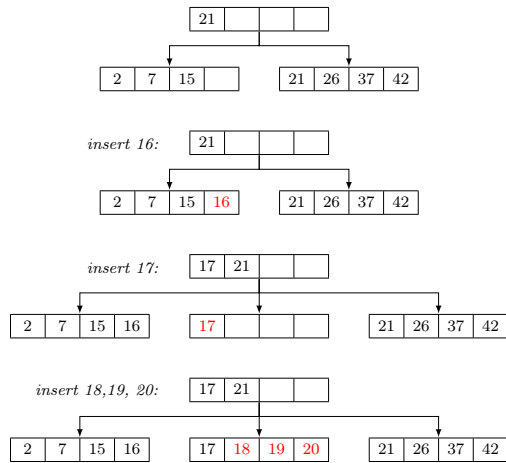 21
2 7 15 21 26 37 42
insert 16: 21
2 7 15 16 21 26 37 42
insert 17: 17 21
2 7 15 16 17 21 26 37 42
insert 18,19, 20: 17 21
2 7 15 16 17 18 19 20 21 26 37 42